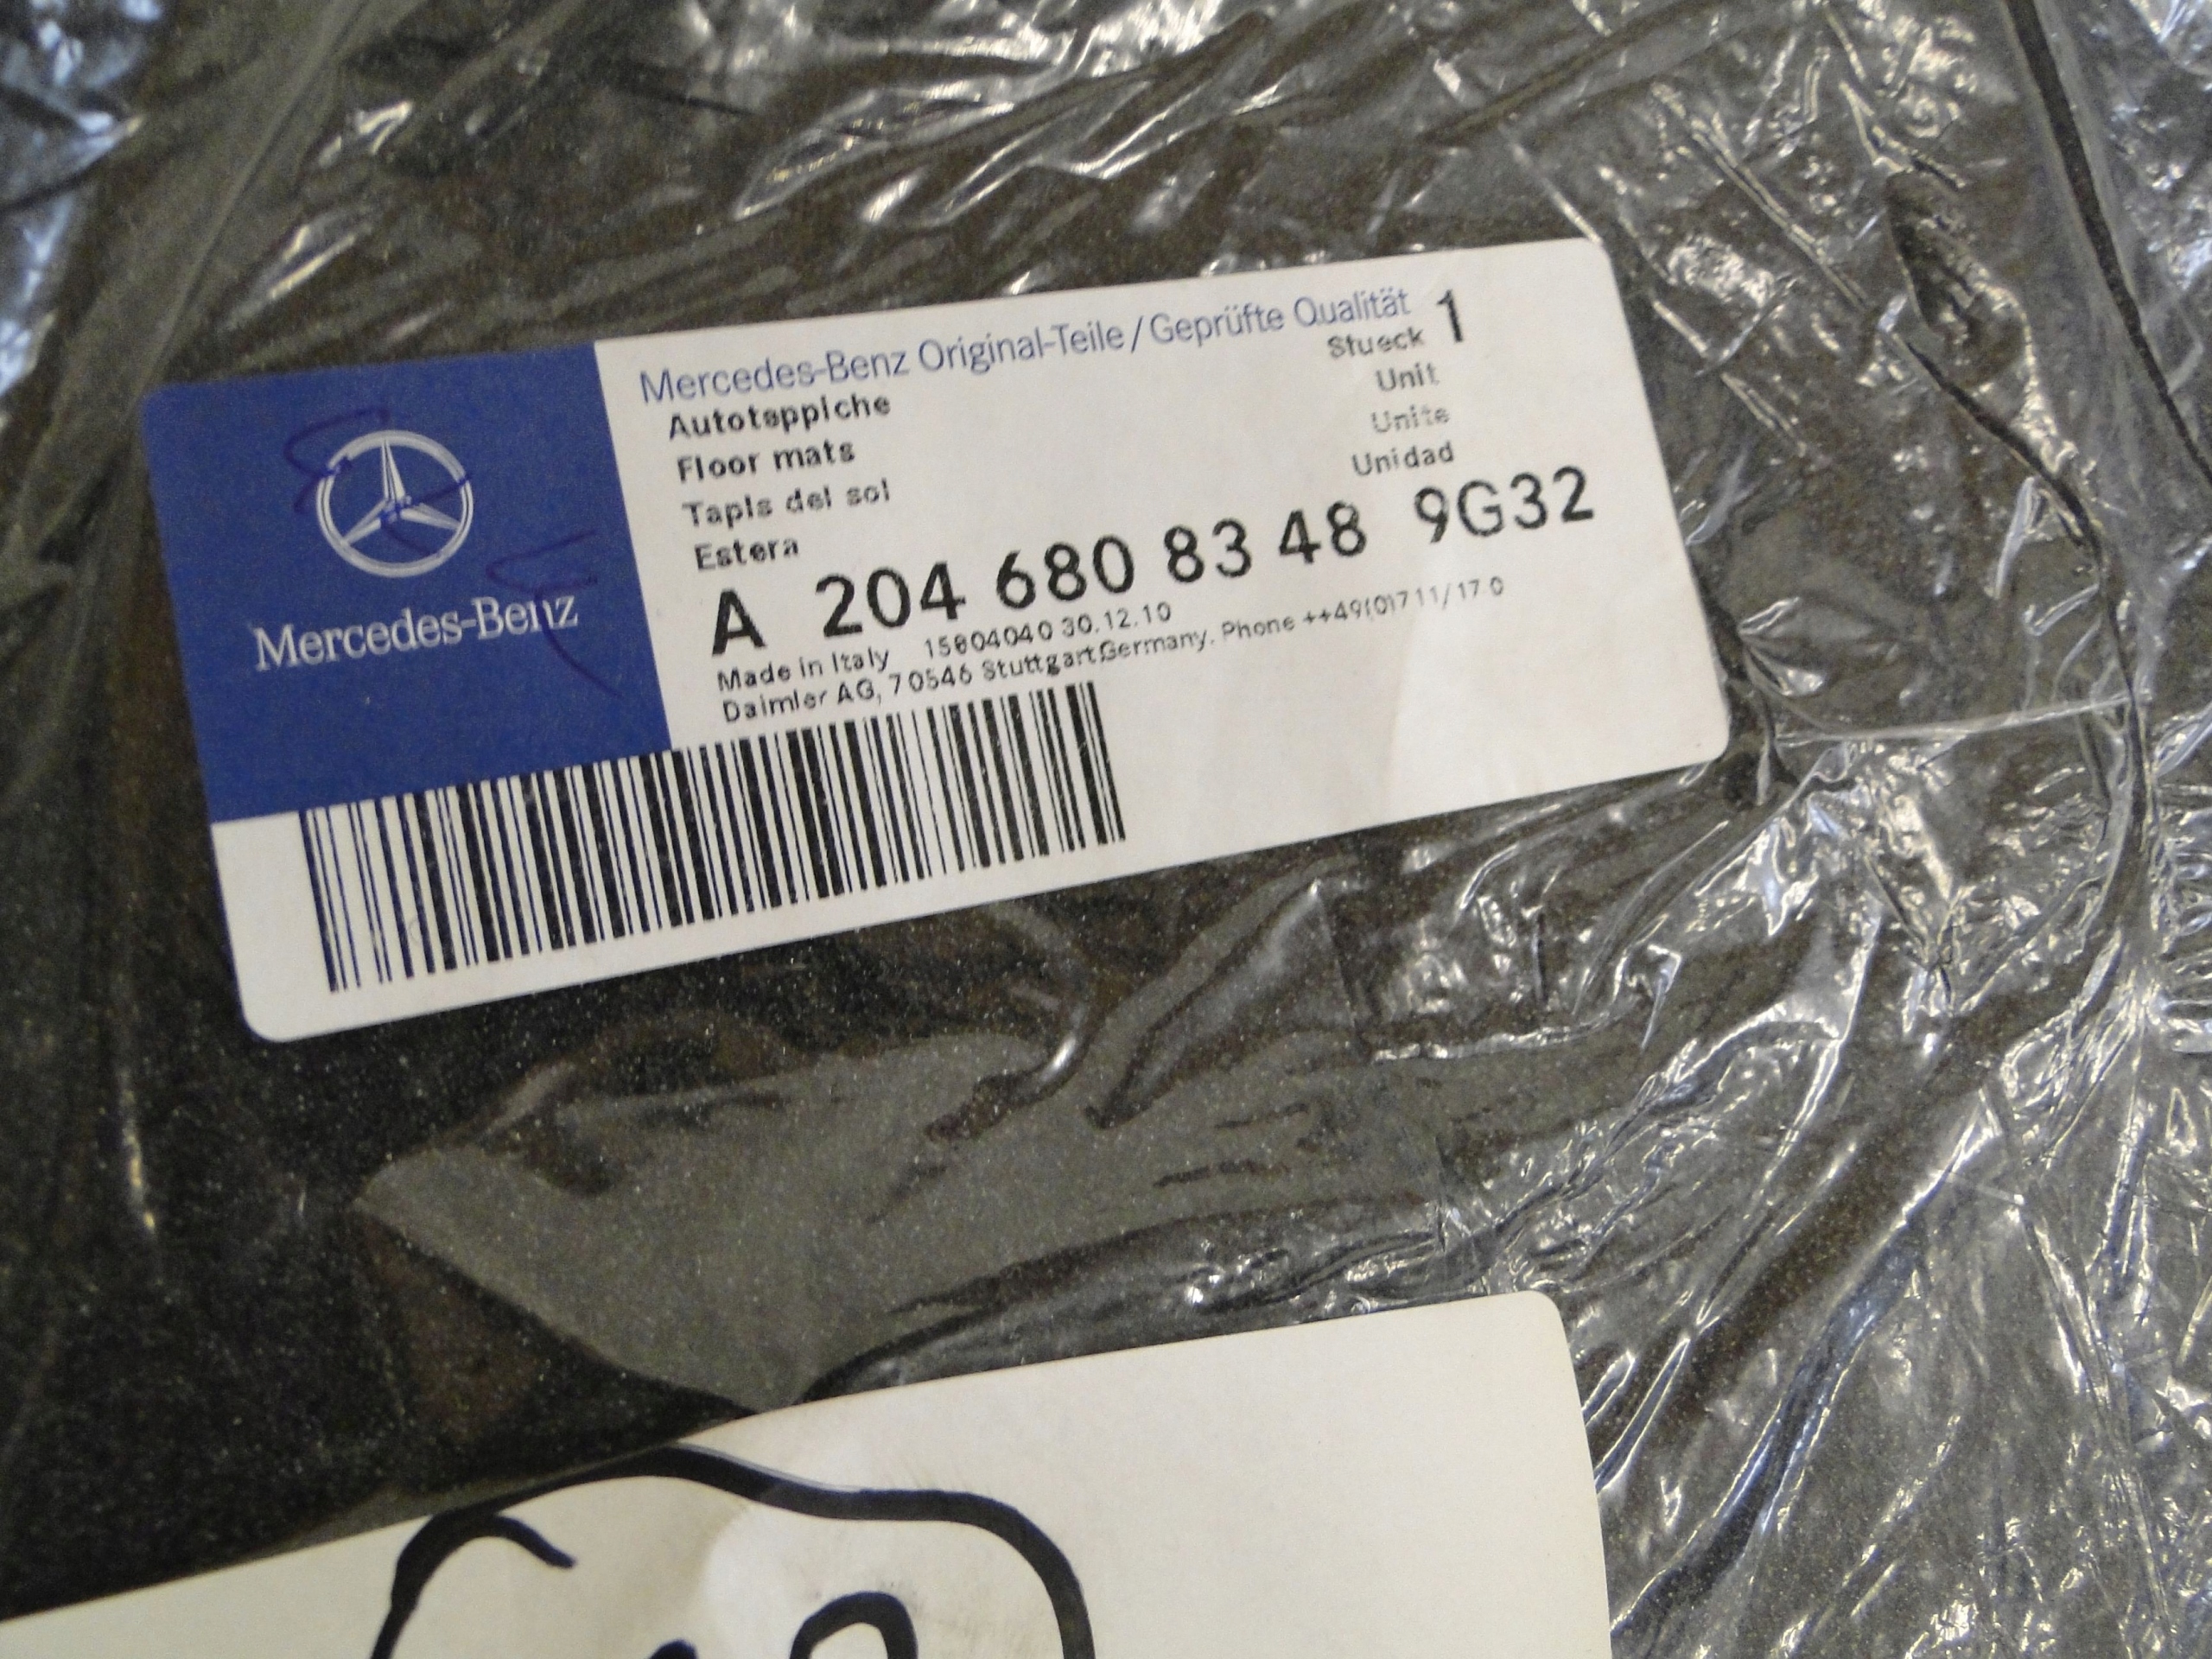 Mercedes-Benz
Mercedes-Benz Original-Teile/Geprüfte Qualität
Autoteppiche
Floor mats
Tapis del sol
Estera
Stueck 1
Unit
Unite
Unidad
A 204 680 83 48 9G32
Made in Italy 15804040 30.12.10
Daimler AG, 70546 Stuttgart.Germany. Phone ++49(0)711/17 0